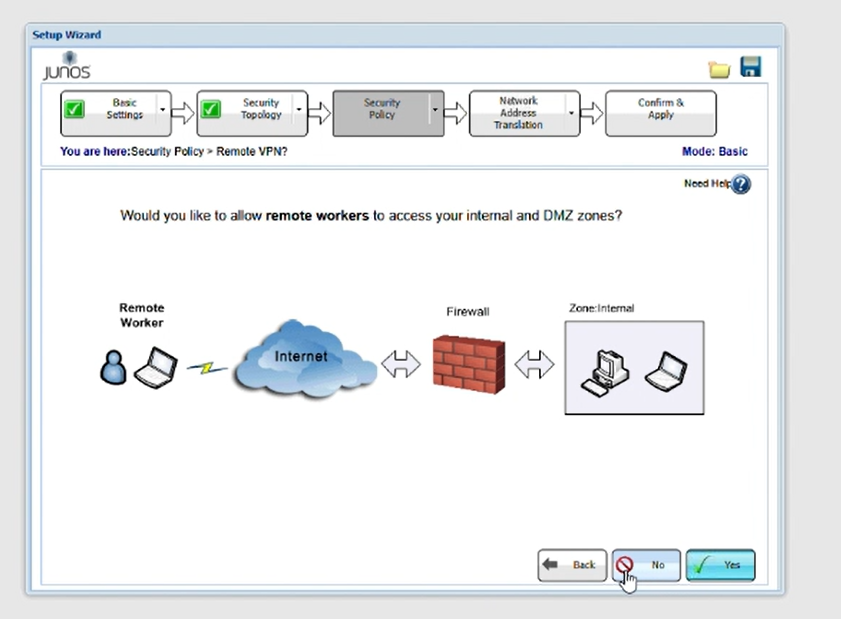 Setup Wizard
JUNOS
Basic
Settings
Security
Topology
Security
Policy
Network
Address
Translation
Confirm &
Apply
You are here:Security Policy > Remote VPN?
Mode: Basic
Need Help
?
Would you like to allow remote workers to access your internal and DMZ zones?
Remote
Worker
Internet
Firewall
Zone:Internal
Back
No
Yes